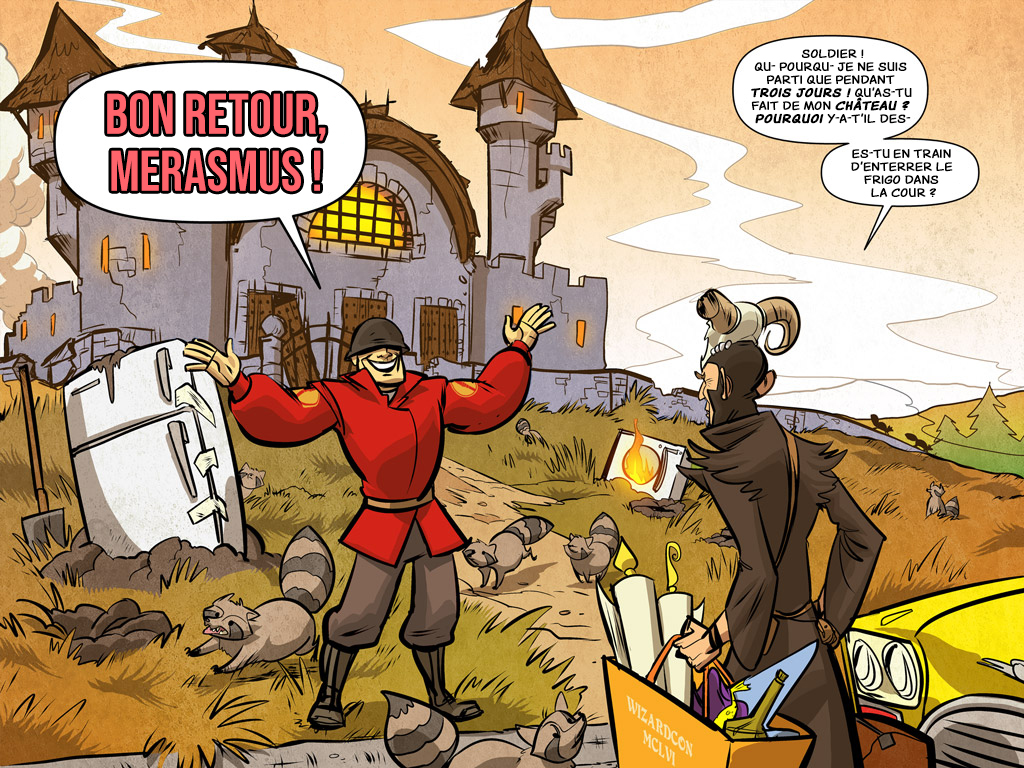 BON RETOUR,
MERASMUS !
SOLDIER !
QU- POURQU- JE NE SUIS
PARTI QUE PENDANT
TROIS JOURS ! QU'AS-TU
FAIT DE MON CHÂTEAU ?
POURQUOI Y-A-T'IL DES-
ES-TU EN TRAIN
D'ENTERRER LE
FRIGO DANS
LA COUR ?
WIZARDCON
MCLVI